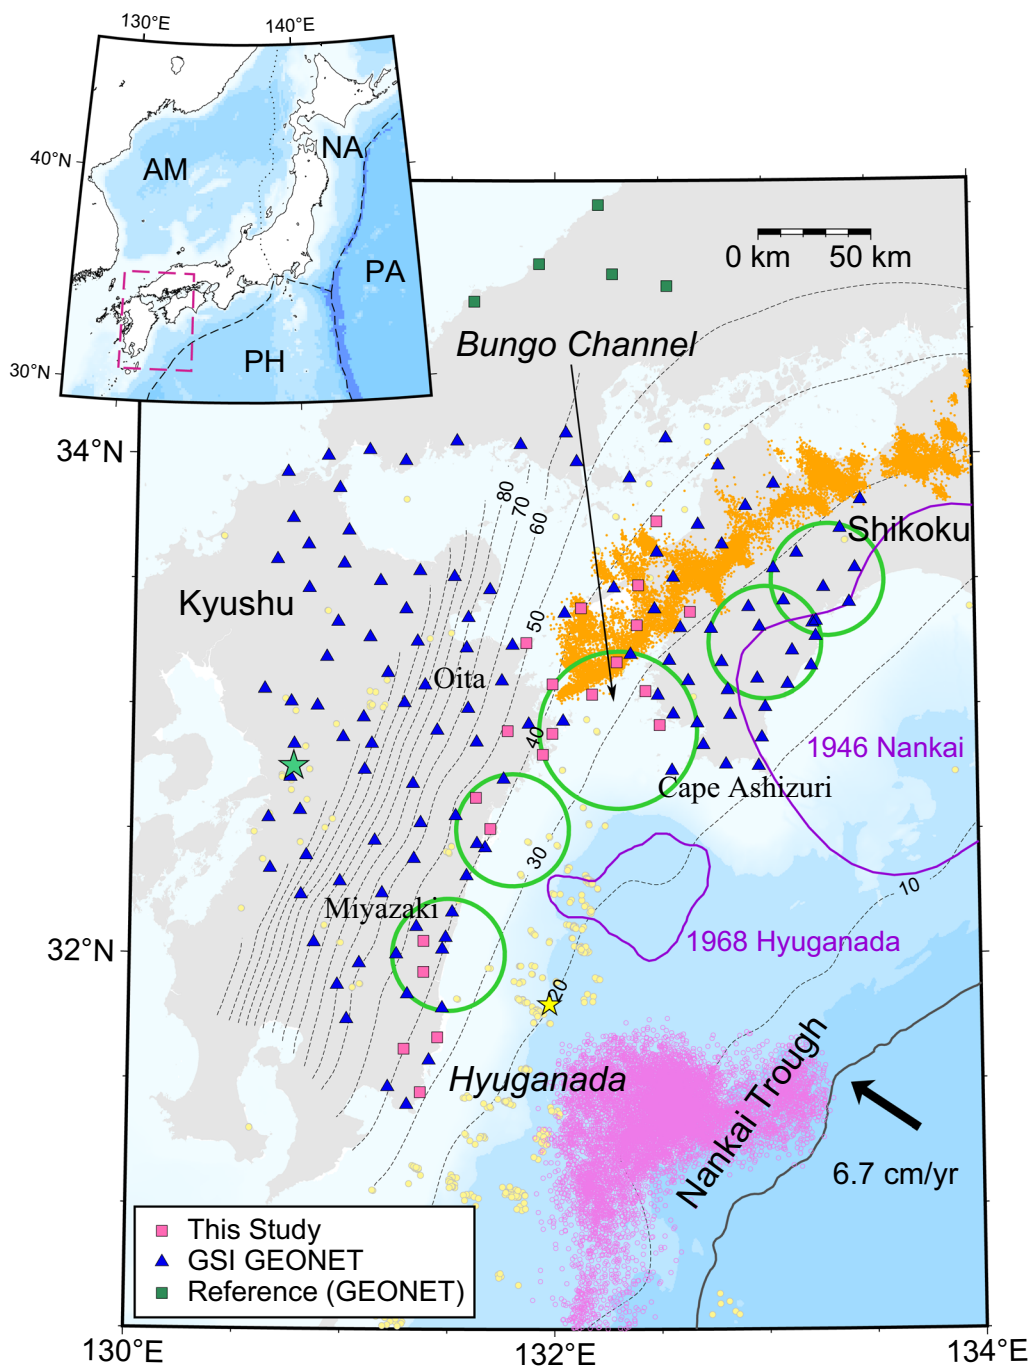 130°E
140°E
40°N
30°N
AM
NA
PA
PH
0 km
50 km
Bungo Channel
34°N
32°N
80
70
60
50
40
30
20
10
Shikoku
Kyushu
Oita
1946 Nankai
Cape Ashizuri
Miyazaki
1968 Hyuganada
Hyuganada
Nankai Trough
6.7 cm/yr
This Study
GSI GEONET
Reference (GEONET)
130°E
132°E
134°E